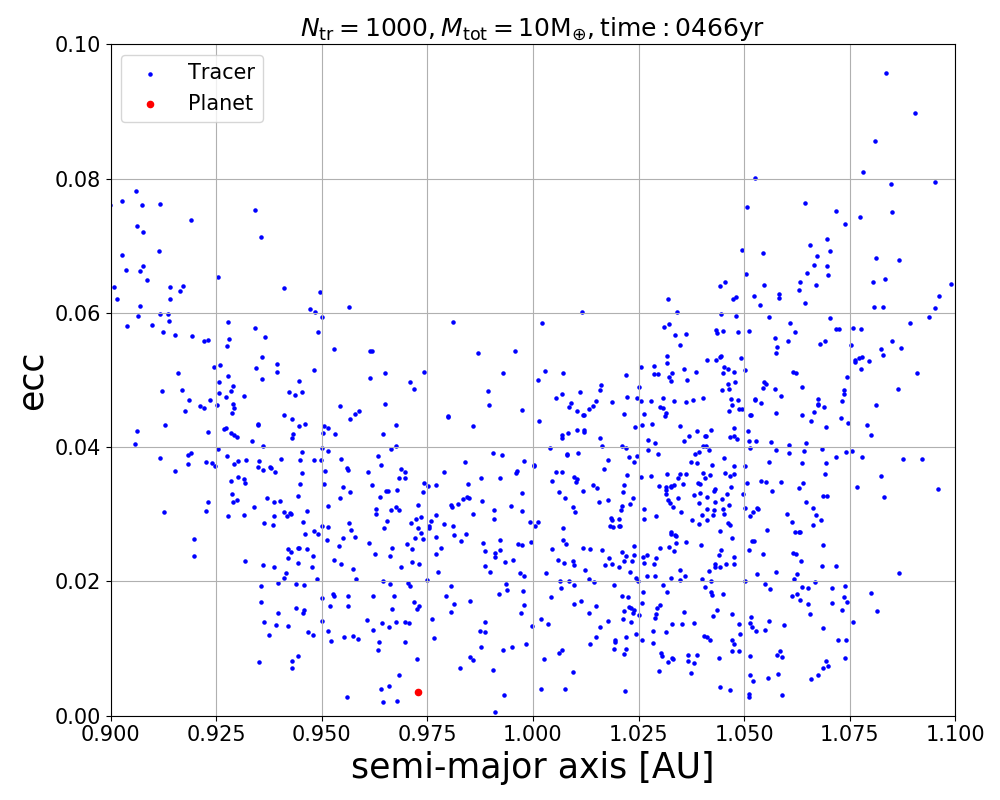 N_tr = 1000, M_tot = 10M_⊕, time : 0466yr
Tracer
Planet
0.10
0.08
0.06
0.04
0.02
0.00
ecc
0.900 0.925 0.950 0.975 1.000 1.025 1.050 1.075 1.100
semi-major axis [AU]